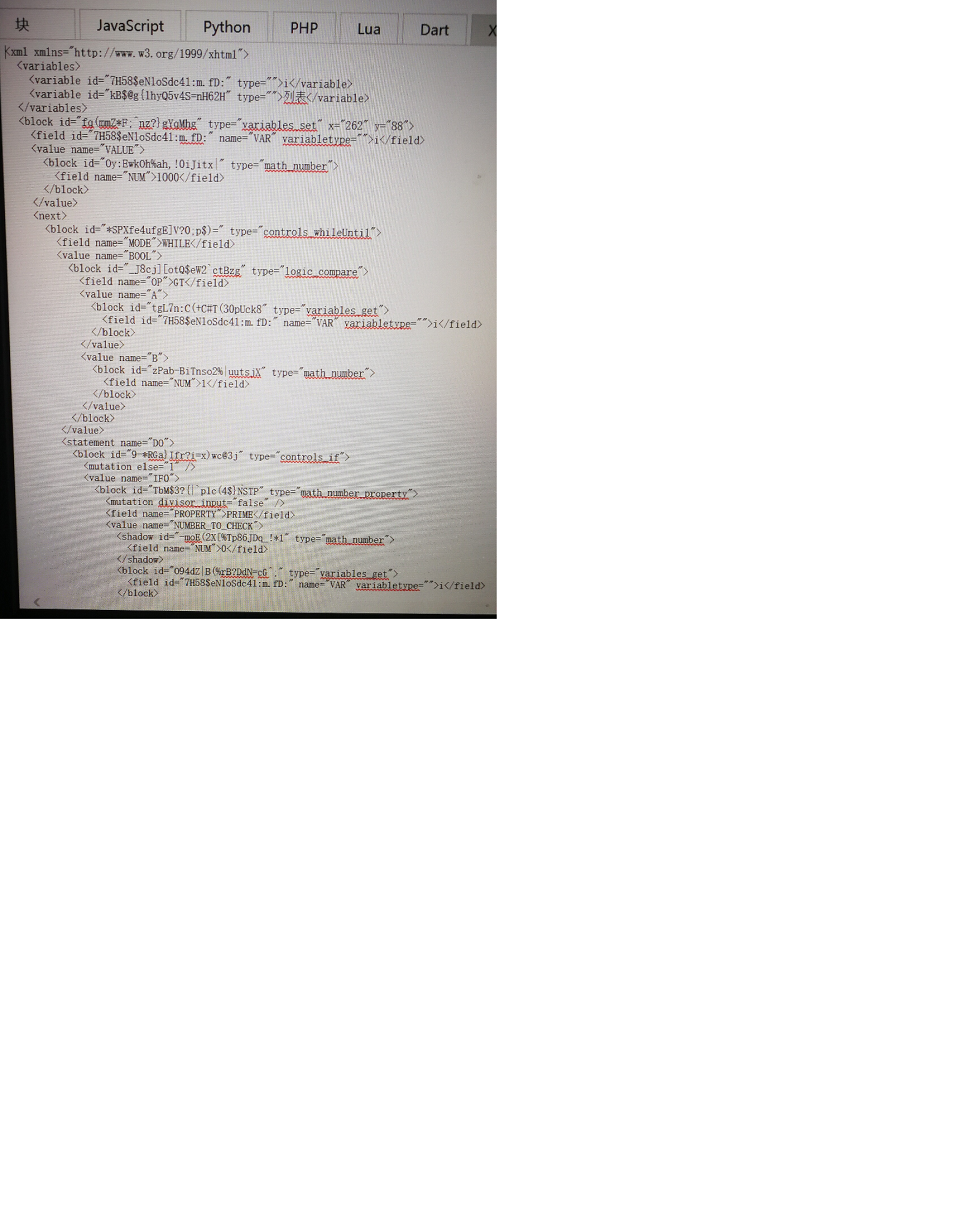 块 JavaScript Python PHP Lua Dart X
<xml xmlns="http://www.w3.org/1999/xhtml">
<variables>
<variable id="7H58$eNloSdc4l:m.fD:" type="">i</variable>
<variable id="kB$@g{lhyQ5v4S=nH62H" type="">列表</variable>
</variables>
<block id="fq(mmZ*F;`nz?}gYqMhg" type="variables_set" x="262" y="88">
<field id="7H58$eNloSdc4l:m.fD:" name="VAR" variabletype="">i</field>
<value name="VALUE">
<block id="Oy:EwkOh%ah,!OiJitx|" type="math_number">
<field name="NUM">1000</field>
</block>
</value>
<next>
<block id="*SPXfe4ufgE]V?O;p$)=" type="controls_whileUntil">
<field name="MODE">WHILE</field>
<value name="BOOL">
<block id="_J8cj][otQ$eW2`ctBzg" type="logic_compare">
<field name="OP">GT</field>
<value name="A">
<block id="tgL7n:C(+C#T(30pUck8" type="variables_get">
<field id="7H58$eNloSdc4l:m.fD:" name="VAR" variabletype="">i</field>
</block>
</value>
<value name="B">
<block id="zPab-BiTnso2%|uutsjX" type="math_number">
<field name="NUM">1</field>
</block>
</value>
</block>
</value>
<statement name="DO">
<block id="9-*RGa)Ifr?i=x)wc@3j" type="controls_if">
<mutation else="1" />
<value name="IF0">
<block id="TbM$3?{|`plc(4$}NSTP" type="math_number_property">
<mutation divisor_input="false" />
<field name="PROPERTY">PRIME</field>
<value name="NUMBER_TO_CHECK">
<shadow id="-moE(2X[%Tp86JDq_!*1" type="math_number">
<field name="NUM">0</field>
</shadow>
<block id="O94dZ|B(%rB?DdN=cG^," type="variables_get">
<field id="7H58$eNloSdc4l:m.fD:" name="VAR" variabletype="">i</field>
</block>